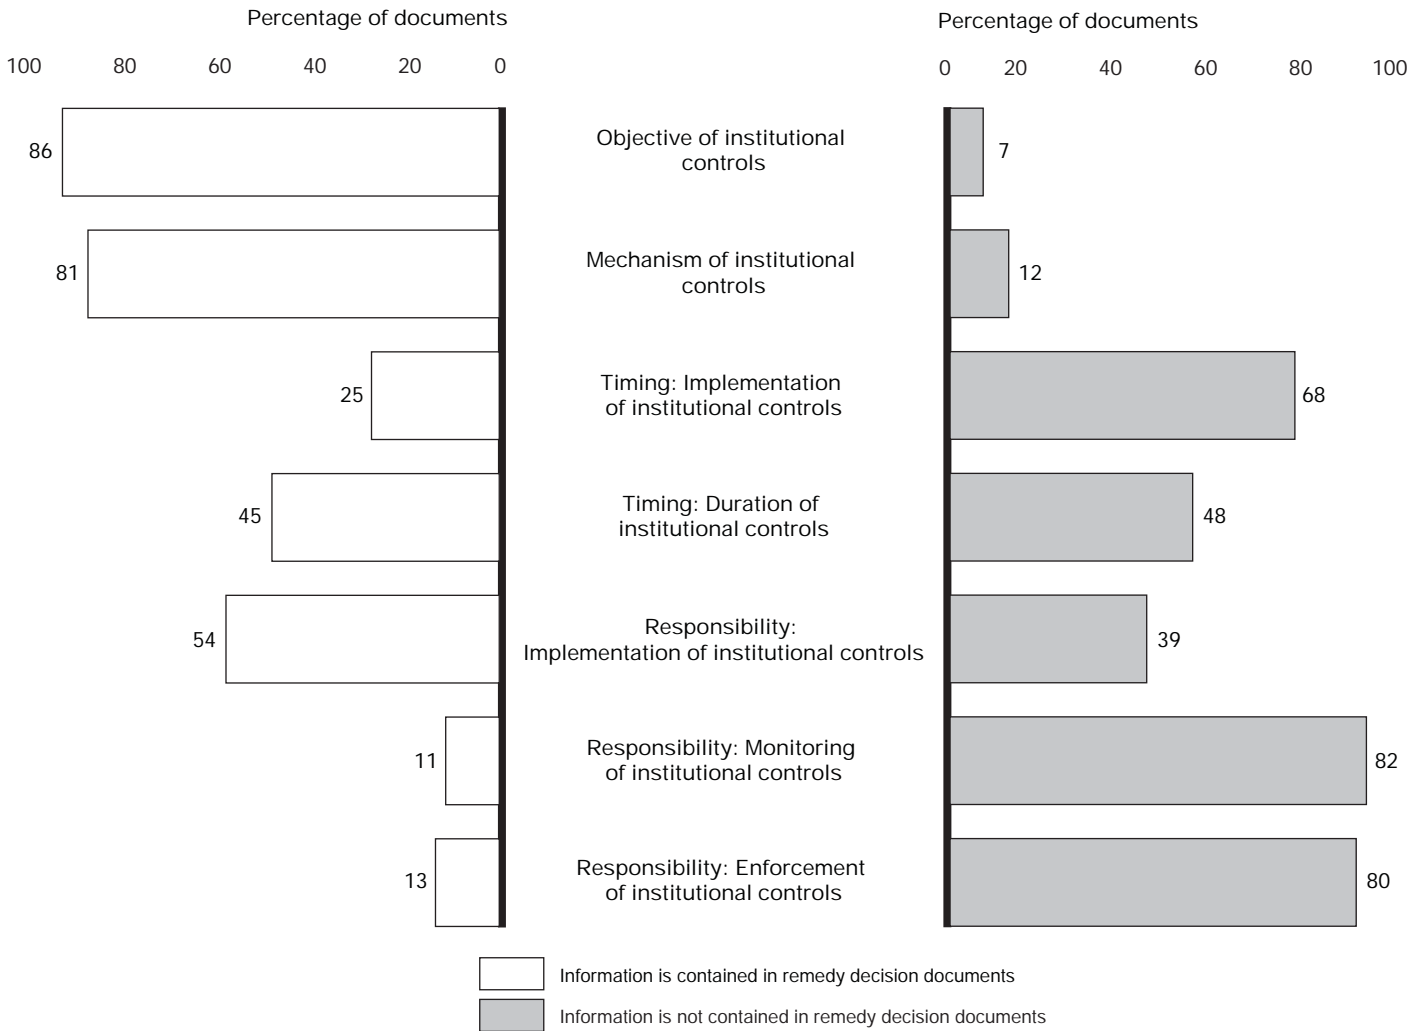 Percentage of documents
Percentage of documents
100 80 60 40 20 0
0 20 40 60 80 100
86
Objective of institutional
controls
7
81
Mechanism of institutional
controls
12
25
Timing: Implementation
of institutional controls
68
45
Timing: Duration of
institutional controls
48
54
Responsibility:
Implementation of institutional controls
39
11
Responsibility: Monitoring
of institutional controls
82
13
Responsibility: Enforcement
of institutional controls
80
Information is contained in remedy decision documents
Information is not contained in remedy decision documents